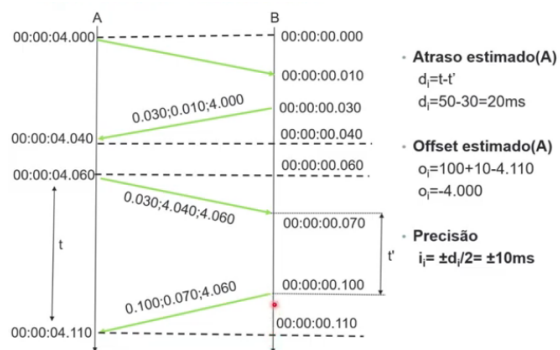 A
B
00:00:04.000
00:00:00.000
00:00:00.010
0.030;0.010;4.000
00:00:00.030
00:00:04.040
00:00:00.040
00:00:04.060
00:00:00.060
0.030;4.040;4.060
00:00:00.070
t
t'
0.100;0.070;4.060
00:00:00.100
00:00:04.110
00:00:00.110
• Atraso estimado(A)
dᵢ=t-t’
dᵢ=50-30=20ms
• Offset estimado(A)
oᵢ=100+10-4.110
oᵢ=-4.000
• Precisão
iᵢ= ±dᵢ/2= ±10ms